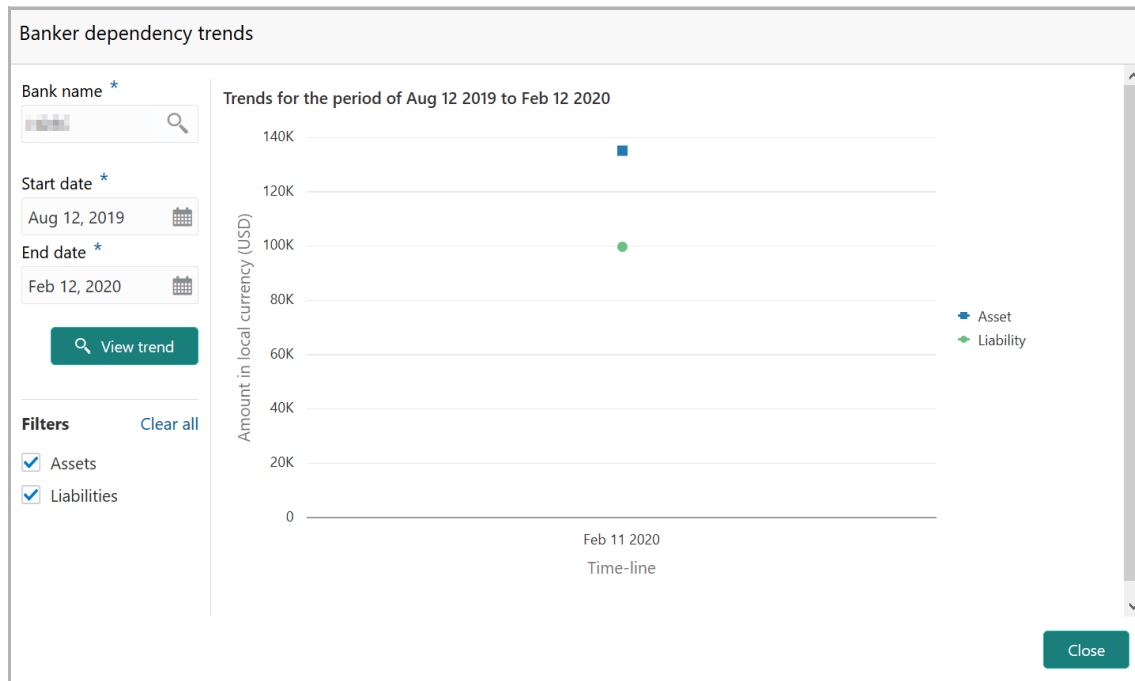 Banker dependency trends
Bank name *
Start date *
Aug 12, 2019
End date *
Feb 12, 2020
View trend
Filters Clear all
Assets
Liabilities
Trends for the period of Aug 12 2019 to Feb 12 2020
Amount in local currency (USD)
140K
120K
100K
80K
60K
40K
20K
0
Feb 11 2020
Time-line
Asset
Liability
Close